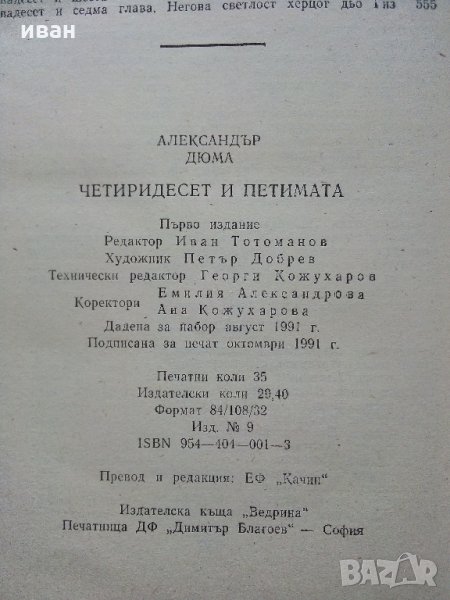 иван
вадесет и седма глава. Негова светлост херцог дьо Гиз 555
АЛЕКСАНДЪР
ДЮМА
ЧЕТИРИДЕСЕТ И ПЕТИМАТА
Първо издание
Редактор Иван Тотоманов
Художник Петър Добрев
Технически редактор Георги Кожухаров
Коректори Емилия Александрова
Ана Кожухарова
Дадена за набор август 1991 г.
Подписана за печат октомври 1991 г.
Печатни коли 35
Издателски коли 29,40
Формат 84/108/32
Изд. № 9
ISBN 954—404—001—3
Превод и редакция: ЕФ „Качин“
Издателска къща „Ведрина“
Печатница ДФ „Димитър Благоев“ — София
BAZAR